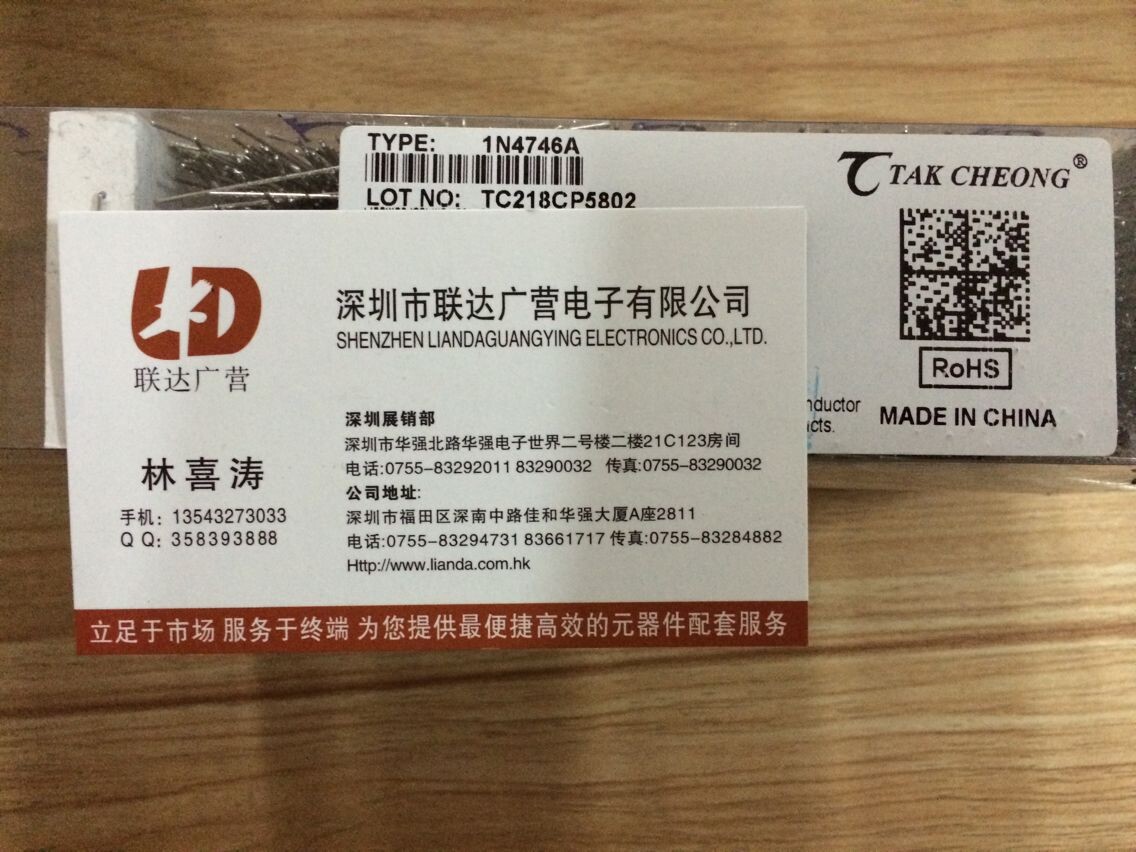 TYPE: 1N4746A
LOT NO: TC218CP5802
TAK CHEONG®
RoHS
MADE IN CHINA
nductor
cts.
联达广营
深圳市联达广营电子有限公司
SHENZHEN LIANDAGUANGYING ELECTRONICS CO.,LTD.
林喜涛
手机: 13543273033
QQ: 358393888
深圳展销部
深圳市华强北路华强电子世界二号楼二楼21C123房间
电话:0755-83292011 83290032 传真:0755-83290032
公司地址:
深圳市福田区深南中路佳和华强大厦A座2811
电话:0755-83294731 83661717 传真:0755-83284882
Http://www.lianda.com.hk
立足于市场 服务于终端 为您提供最便捷高效的元器件配套服务